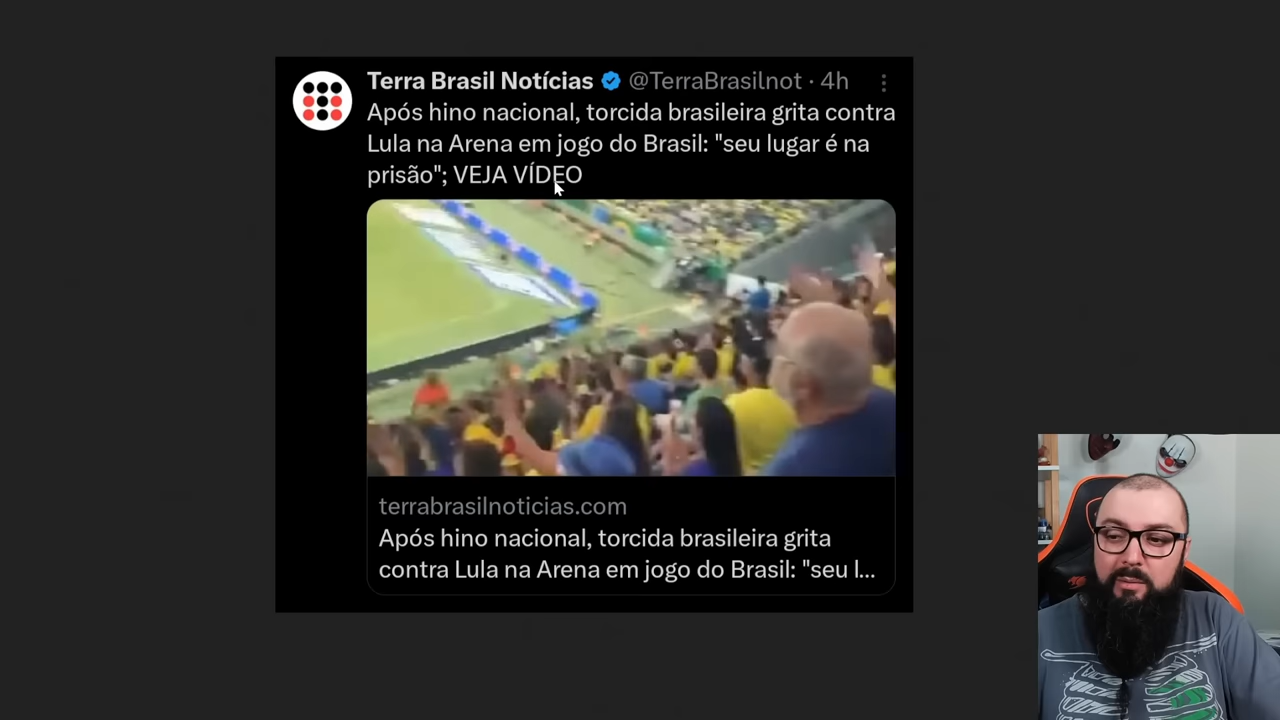 Terra Brasil Notícias @TerraBrasilnot · 4h
Após hino nacional, torcida brasileira grita contra
Lula na Arena em jogo do Brasil: "seu lugar é na
prisão"; VEJA VÍDEO
terrabrasilnoticias.com
Após hino nacional, torcida brasileira grita
contra Lula na Arena em jogo do Brasil: "seu l...